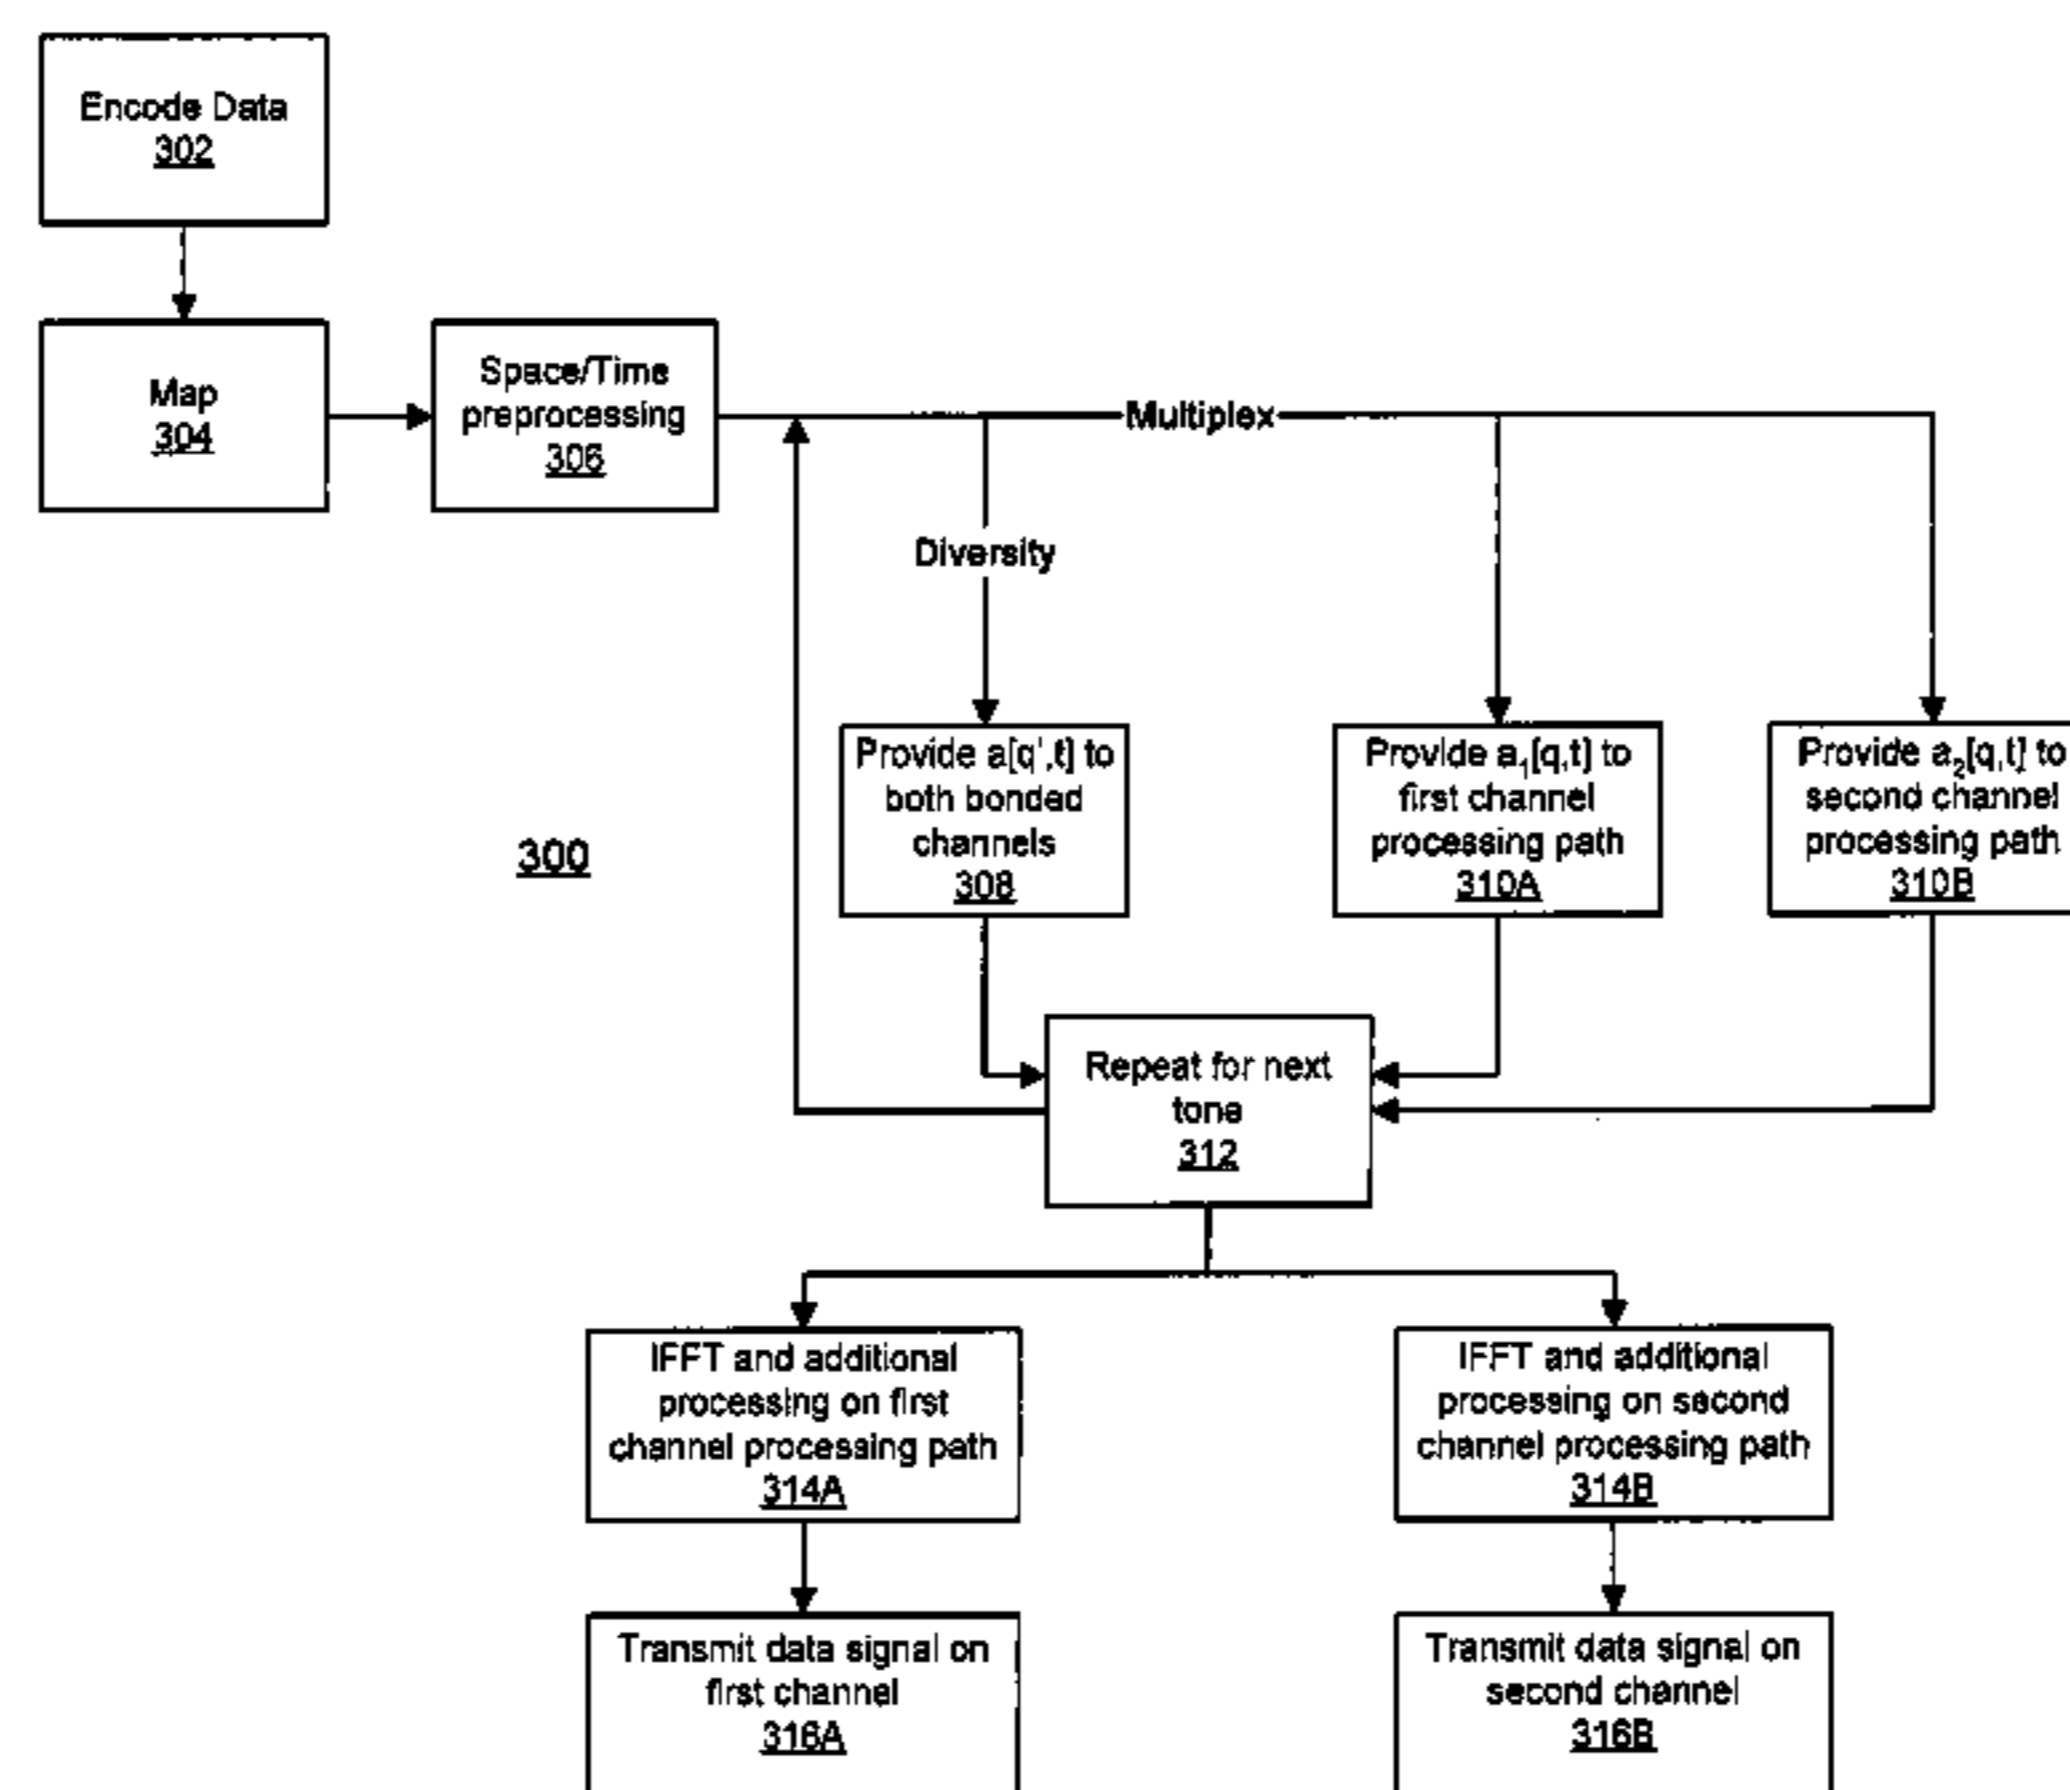 Encode Data
302
Map
304
Space/Time
preprocessing
306
Multiplex
Diversity
Provide a[q',t] to
both bonded
channels
308
Provide a₁[q,t] to
first channel
processing path
310A
Provide a₂[q,t] to
second channel
processing path
310B
300
Repeat for next
tone
312
IFFT and additional
processing on first
channel processing path
314A
IFFT and additional
processing on second
channel processing path
314B
Transmit data signal on
first channel
316A
Transmit data signal on
second channel
316B